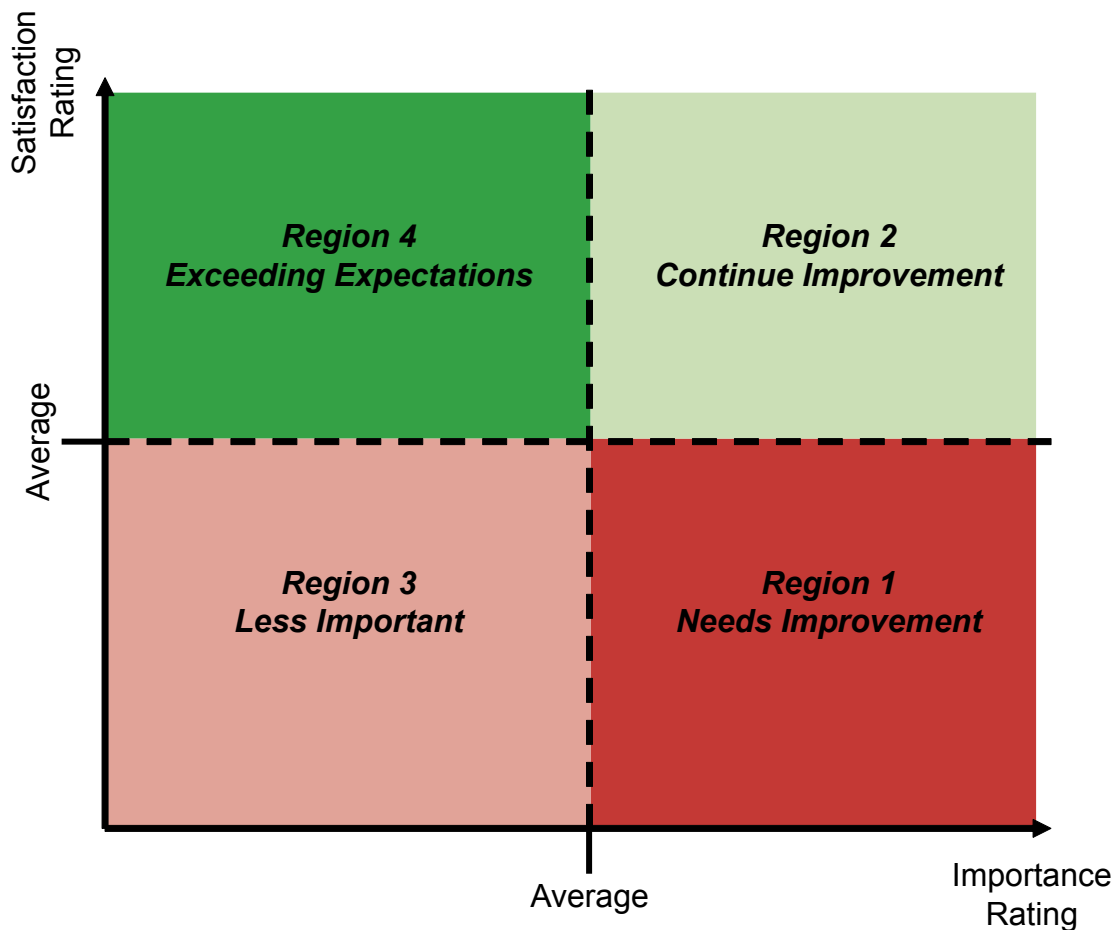 Satisfaction
Rating
Region 4
Exceeding Expectations
Region 2
Continue Improvement
Average
Region 3
Less Important
Region 1
Needs Improvement
Average
Importance
Rating